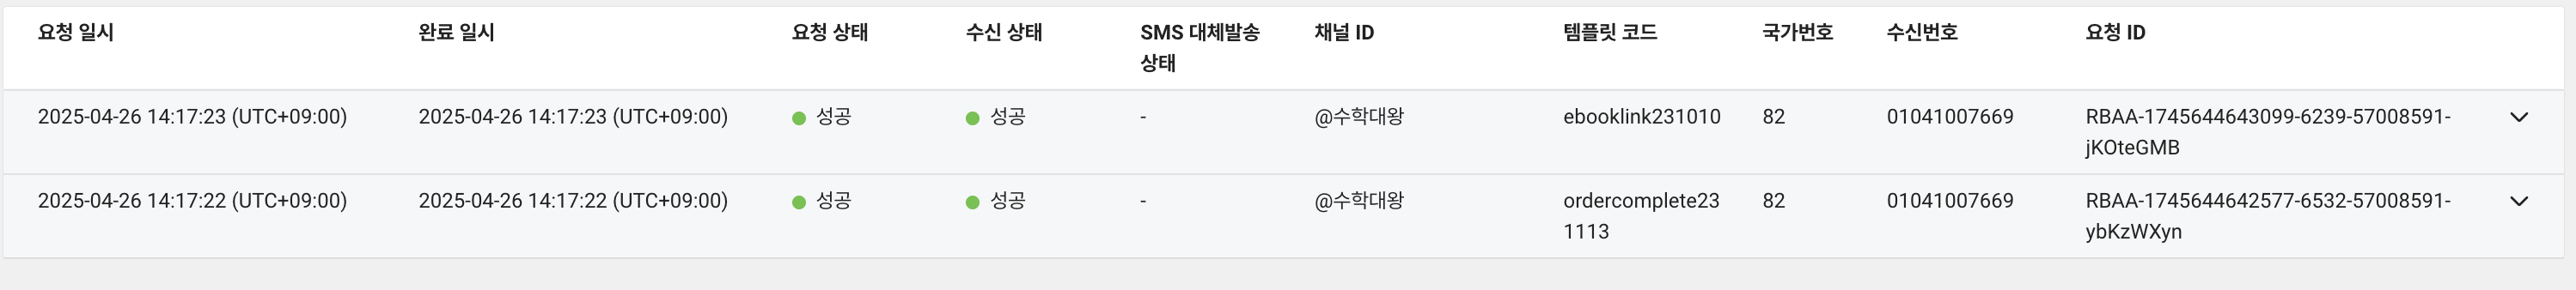 요청 일시 완료 일시 요청 상태 수신 상태 SMS 대체발송 상태 채널 ID 템플릿 코드 국가번호 수신번호 요청 ID
2025-04-26 14:17:23 (UTC+09:00) 2025-04-26 14:17:23 (UTC+09:00) 성공 성공 - @수학대왕 ebooklink231010 82 01041007669 RBAA-1745644643099-6239-57008591-
jKOteGMB
2025-04-26 14:17:22 (UTC+09:00) 2025-04-26 14:17:22 (UTC+09:00) 성공 성공 - @수학대왕 ordercomplete23 82 01041007669 RBAA-1745644642577-6532-57008591-
1113 ybKzWXyn